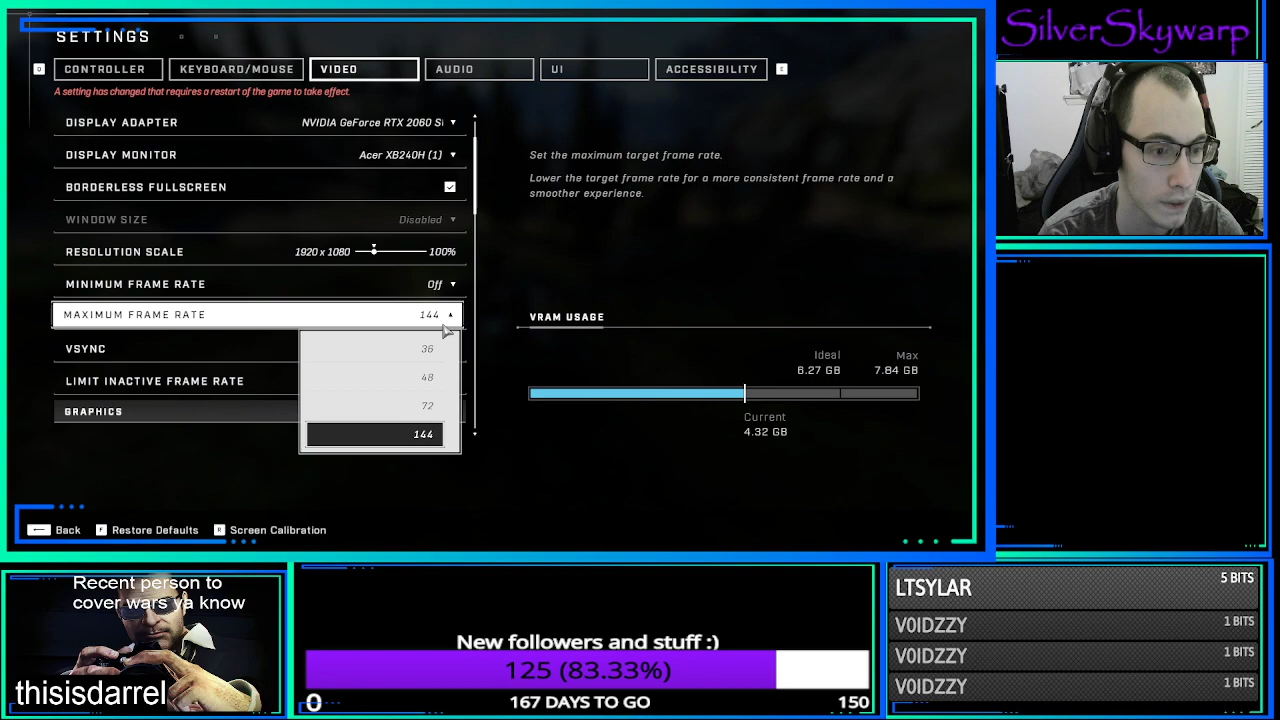 SETTINGS
Q
CONTROLLER
KEYBOARD/MOUSE
VIDEO
AUDIO
UI
ACCESSIBILITY
E
A setting has changed that requires a restart of the game to take effect.
DISPLAY ADAPTER
NVIDIA GeForce RTX 2060 S
DISPLAY MONITOR
Acer XB240H (1)
BORDERLESS FULLSCREEN
WINDOW SIZE
Disabled
RESOLUTION SCALE
1920 x 1080
100%
MINIMUM FRAME RATE
Off
MAXIMUM FRAME RATE
144
VSYNC
LIMIT INACTIVE FRAME RATE
GRAPHICS
36
48
72
144
Set the maximum target frame rate.
Lower the target frame rate for a more consistent frame rate and a
smoother experience.
VRAM USAGE
Ideal
6.27 GB
Max
7.84 GB
Current
4.32 GB
Back
F
Restore Defaults
R
Screen Calibration
SilverSkywarp
Recent person to
cover wars ya know
thisisdarrel
New followers and stuff :)
125 (83.33%)
0
167 DAYS TO GO
150
LTSYLAR
5 BITS
V0IDZZY
1 BITS
V0IDZZY
1 BITS
V0IDZZY
1 BITS